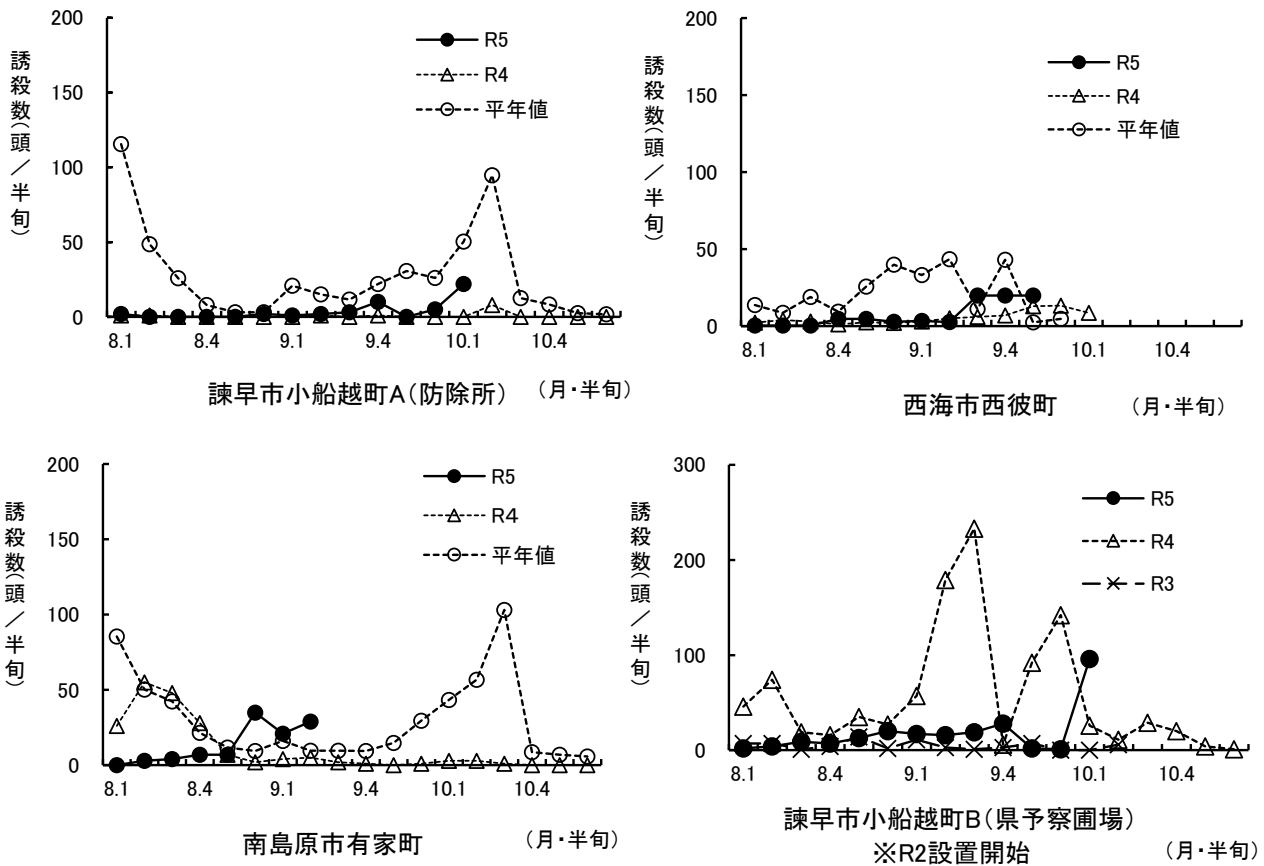 200
150
100
50
0
誘殺数(頭/半旬)
R5
R4
平年値
8.1 8.4 9.1 9.4 10.1 10.4
諫早市小船越町A(防除所) (月・半旬)
200
150
100
50
0
誘殺数(頭/半旬)
R5
R4
平年値
8.1 8.4 9.1 9.4 10.1 10.4
西海市西彼町 (月・半旬)
200
150
100
50
0
誘殺数(頭/半旬)
R5
R4
平年値
8.1 8.4 9.1 9.4 10.1 10.4
南島原市有家町 (月・半旬)
300
200
100
0
誘殺数(頭/半旬)
R5
R4
R3
8.1 8.4 9.1 9.4 10.1 10.4
諫早市小船越町B(県予察圃場)
※R2設置開始 (月・半旬)